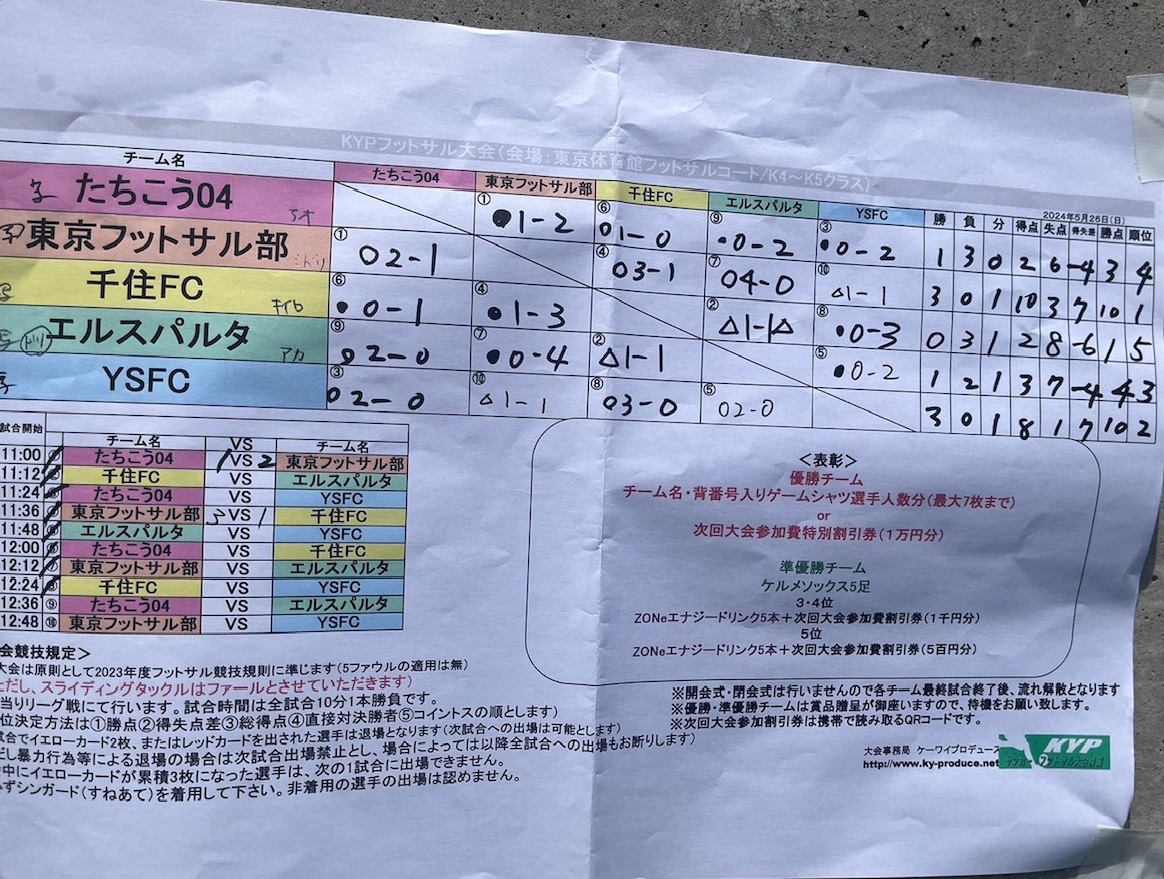 KYPフットサル大会(会場:東京体育館フットサルコート/K4～K5クラス)
2024年5月26日(日)
チーム名 たちこう04 東京フットサル部 千住FC エルスパルタ YSFC 勝 負 分 得点 失点 得失差 勝点 順位
たちこう04 アオ ① ●1-2 ⑥ ○1-0 ⑨ ●0-2 ③ ●0-2 1 3 0 2 6 -4 3 4
東京フットサル部 ミドリ ① ○2-1 ④ ○3-1 ⑦ ○4-0 ⑩ △1-1 3 0 1 10 3 7 10 1
千住FC キイロ ⑥ ●0-1 ④ ●1-3 ② △1-1 ⑧ ●0-3 0 3 1 2 8 -6 1 5
エルスパルタ アカ ⑨ ○2-0 ⑦ ●0-4 ② △1-1 ⑤ ●0-2 1 2 1 3 7 -4 4 3
YSFC ③ ○2-0 ⑩ △1-1 ⑧ ○3-0 ⑤ ○2-0 3 0 1 8 1 7 10 2
試合開始 チーム名 VS チーム名
11:00 たちこう04 1 VS 2 東京フットサル部
11:12 千住FC VS エルスパルタ
11:24 たちこう04 VS YSFC
11:36 東京フットサル部 3 VS 1 千住FC
11:48 エルスパルタ VS YSFC
12:00 たちこう04 VS 千住FC
12:12 東京フットサル部 VS エルスパルタ
12:24 千住FC VS YSFC
12:36 ⑨ たちこう04 VS エルスパルタ
12:48 ⑩ 東京フットサル部 VS YSFC
<表彰>
優勝チーム
チーム名・背番号入りゲームシャツ選手人数分(最大7枚まで)
or
次回大会参加費特別割引券(1万円分)
準優勝チーム
ケルメソックス5足
3・4位
ZONeエナジードリンク5本+次回大会参加費割引券(1千円分)
5位
ZONeエナジードリンク5本+次回大会参加費割引券(5百円分)
会競技規定>
大会は原則として2023年度フットサル競技規則に準じます(5ファウルの適用は無)
ただし、スライディングタックルはファールとさせていただきます)
当りリーグ戦にて行います。試合時間は全試合10分1本勝負です。
位決定方法は①勝点②得失点差③総得点④直接対決勝者⑤コイントスの順とします)
試合でイエローカード2枚、またはレッドカードを出された選手は退場となります(次試合への出場は可能とします)
だし暴力行為等による退場の場合は次試合出場禁止とし、場合によっては以降全試合への出場もお断りします)
中にイエローカードが累積3枚になった選手は、次の1試合に出場できません。
ずシンガード(すねあて)を着用して下さい。非着用の選手の出場は認めません。
※開会式・閉会式は行いませんので各チーム最終試合終了後、流れ解散となります
※優勝・準優勝チームは賞品贈呈が御座いますので、待機をお願い致します。
※次回大会参加費割引券は携帯で読み取るQRコードです。
大会事務局 ケーワイプロデュース
http://www.ky-produce.net
KYP